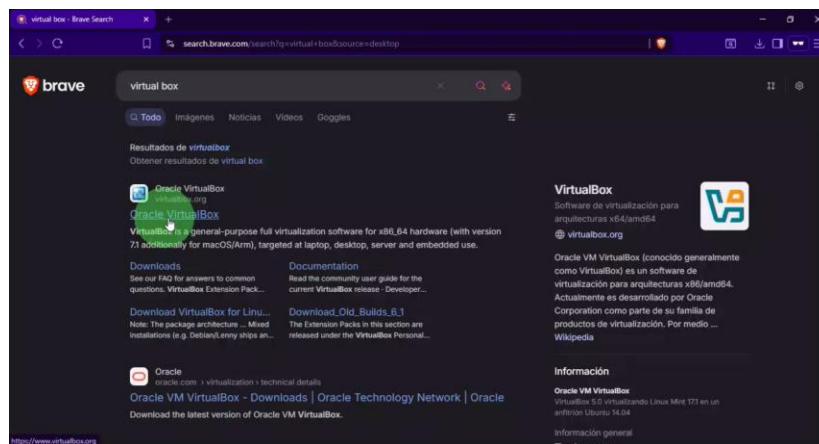 virtual box - Brave Search
search.brave.com/search?q=virtual+box&source=desktop
brave
virtual box
Todo Imágenes Noticias Videos Goggles
Resultados de virtualbox
Obtener resultados de virtual box
Oracle VirtualBox
virtualbox.org
Oracle VirtualBox
VirtualBox is a general-purpose full virtualization software for x86_64 hardware (with version
7.1 additionally for macOS/Arm), targeted at laptop, desktop, server and embedded use.
Downloads
See our FAQ for answers to common
questions. VirtualBox Extension Pack...
Documentation
Read the community user guide for the
current VirtualBox release - Developer...
Download VirtualBox for Linu...
Note: The package architecture ... Mixed
installations (e.g. Debian/Lenny ships an...
Download_Old_Builds_6_1
The Extension Packs in this section are
released under the VirtualBox Personal...
Oracle
oracle.com › virtualization › technical details
Oracle VM VirtualBox - Downloads | Oracle Technology Network | Oracle
Download the latest version of Oracle VM VirtualBox.
VirtualBox
Software de virtualización para
arquitecturas x64/amd64
virtualbox.org
Oracle VM VirtualBox (conocido generalmente
como VirtualBox) es un software de
virtualización para arquitecturas x86/amd64.
Actualmente es desarrollado por Oracle
Corporation como parte de su familia de
productos de virtualización. Por medio ...
Wikipedia
Información
Oracle VM VirtualBox
VirtualBox 5.0 virtualizando Linux Mint 17.1 en un
anfitrión Ubuntu 14.04
Información general
https://www.virtualbox.org